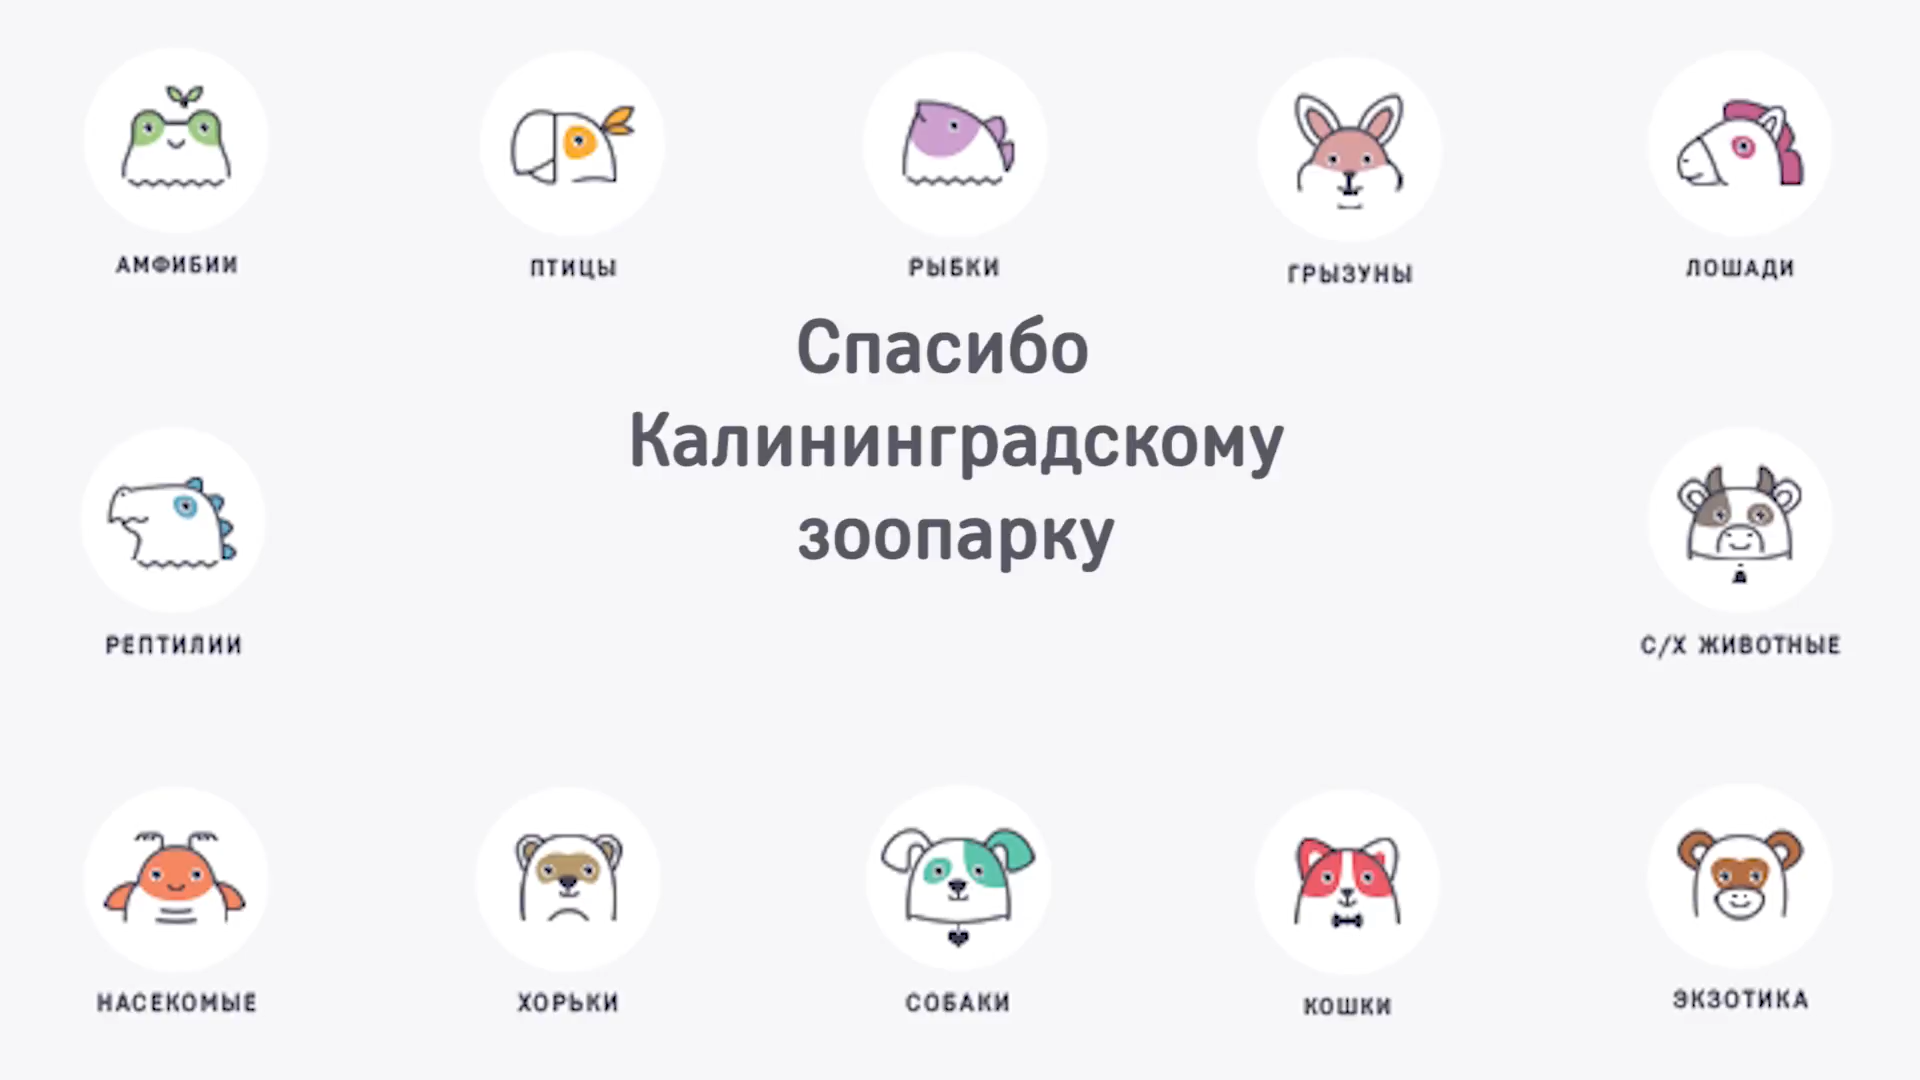 АМФИБИИ
ПТИЦЫ
РЫБКИ
ГРЫЗУНЫ
ЛОШАДИ
Спасибо
Калининградскому
зоопарку
РЕПТИЛИИ
С/Х ЖИВОТНЫЕ
НАСЕКОМЫЕ
ХОРЬКИ
СОБАКИ
КОШКИ
ЭКЗОТИКА